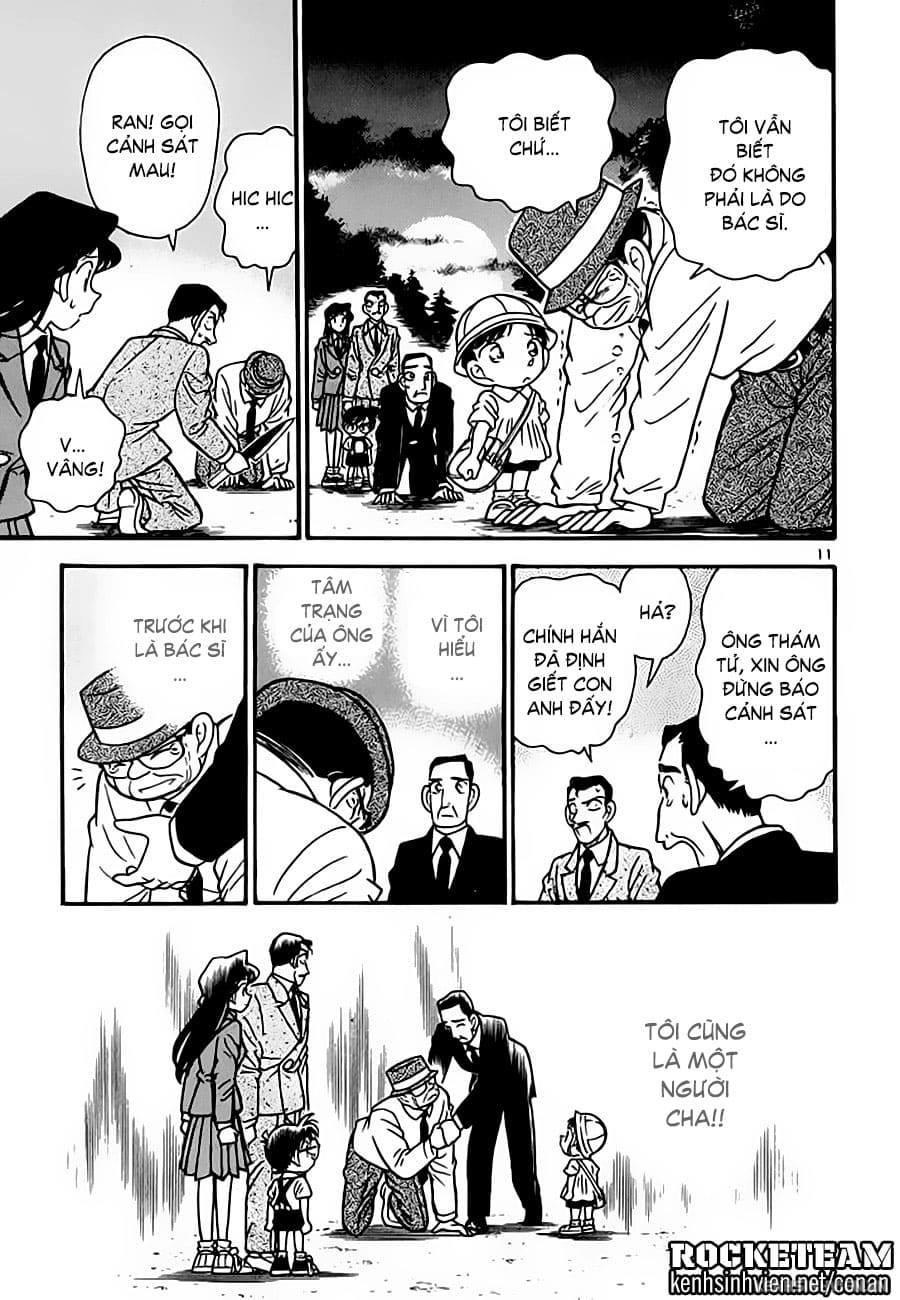 TÔI VẪN
BIẾT
ĐÓ KHÔNG
PHẢI LÀ DO
BÁC SĨ.
TÔI BIẾT
CHỨ...
HIC HIC
...
RAN! GỌI
CẢNH SÁT
MAU!
V...
VÂNG!
11
ÔNG THÁM
TỬ, XIN ÔNG
ĐỪNG BÁO
CẢNH SÁT
...
HẢ?
CHÍNH HẮN
ĐÃ ĐỊNH
GIẾT CON
ANH ĐẤY!
VÌ TÔI
HIỂU
TÂM
TRẠNG
CỦA ÔNG
ẤY...
TRƯỚC KHI
LÀ BÁC SĨ
...
TÔI CŨNG
LÀ MỘT
NGƯỜI
CHA!!
ROCKETEAM
kenhsinhvien.net/conan